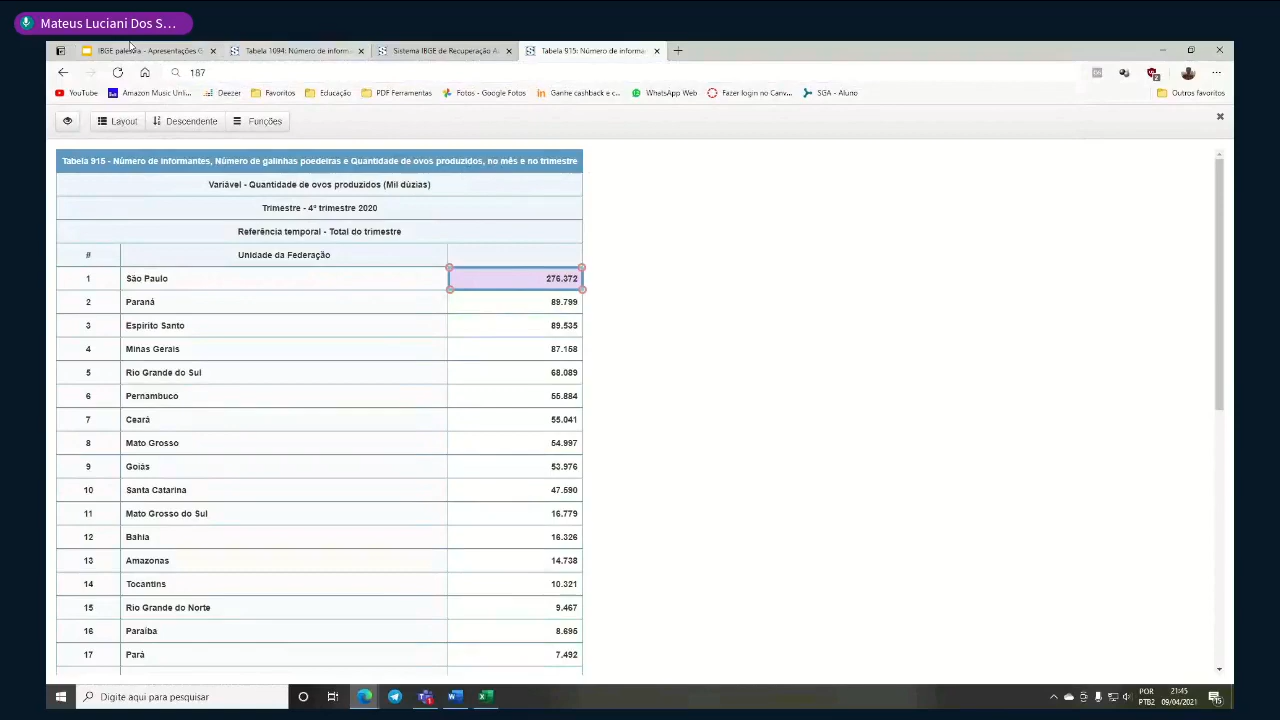 Mateus Luciani Dos S...
IBGE palestra - Apresentações G
Tabela 1094: Número de inform
Sistema IBGE de Recuperação A
Tabela 915: Número de informa
187
YouTube
Amazon Music Unli...
Deezer
Favoritos
Educação
PDF Ferramentas
Fotos - Google Fotos
Ganhe cashback e c...
WhatsApp Web
Fazer login no Canv...
SGA - Aluno
Outros favoritos
Layout
Descendente
Funções
Tabela 915 - Número de informantes, Número de galinhas poedeiras e Quantidade de ovos produzidos, no mês e no trimestre
Variável - Quantidade de ovos produzidos (Mil dúzias)
Trimestre - 4º trimestre 2020
Referência temporal - Total do trimestre
# Unidade da Federação
1 São Paulo 276.372
2 Paraná 89.799
3 Espírito Santo 89.535
4 Minas Gerais 87.158
5 Rio Grande do Sul 68.089
6 Pernambuco 55.884
7 Ceará 55.041
8 Mato Grosso 54.997
9 Goiás 53.976
10 Santa Catarina 47.590
11 Mato Grosso do Sul 16.779
12 Bahia 16.326
13 Amazonas 14.738
14 Tocantins 10.321
15 Rio Grande do Norte 9.467
16 Paraíba 8.695
17 Pará 7.492
Digite aqui para pesquisar
POR
PTB2
21:45
09/04/2021